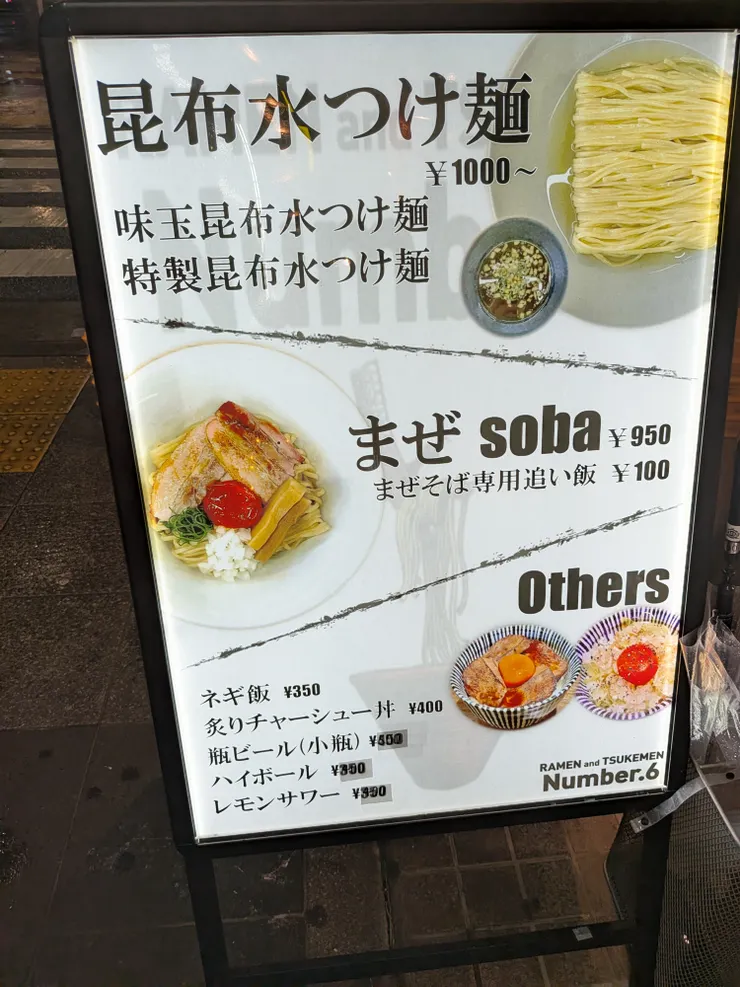 昆布水つけ麺
¥1000〜
味玉昆布水つけ麺
特製昆布水つけ麺
まぜ soba ¥950
まぜそば専用追い飯 ¥100
Others
ネギ飯 ¥350
炙りチャーシュー丼 ¥400
瓶ビール(小瓶)
ハイボール
レモンサワー
RAMEN and TSUKEMEN
Number.6